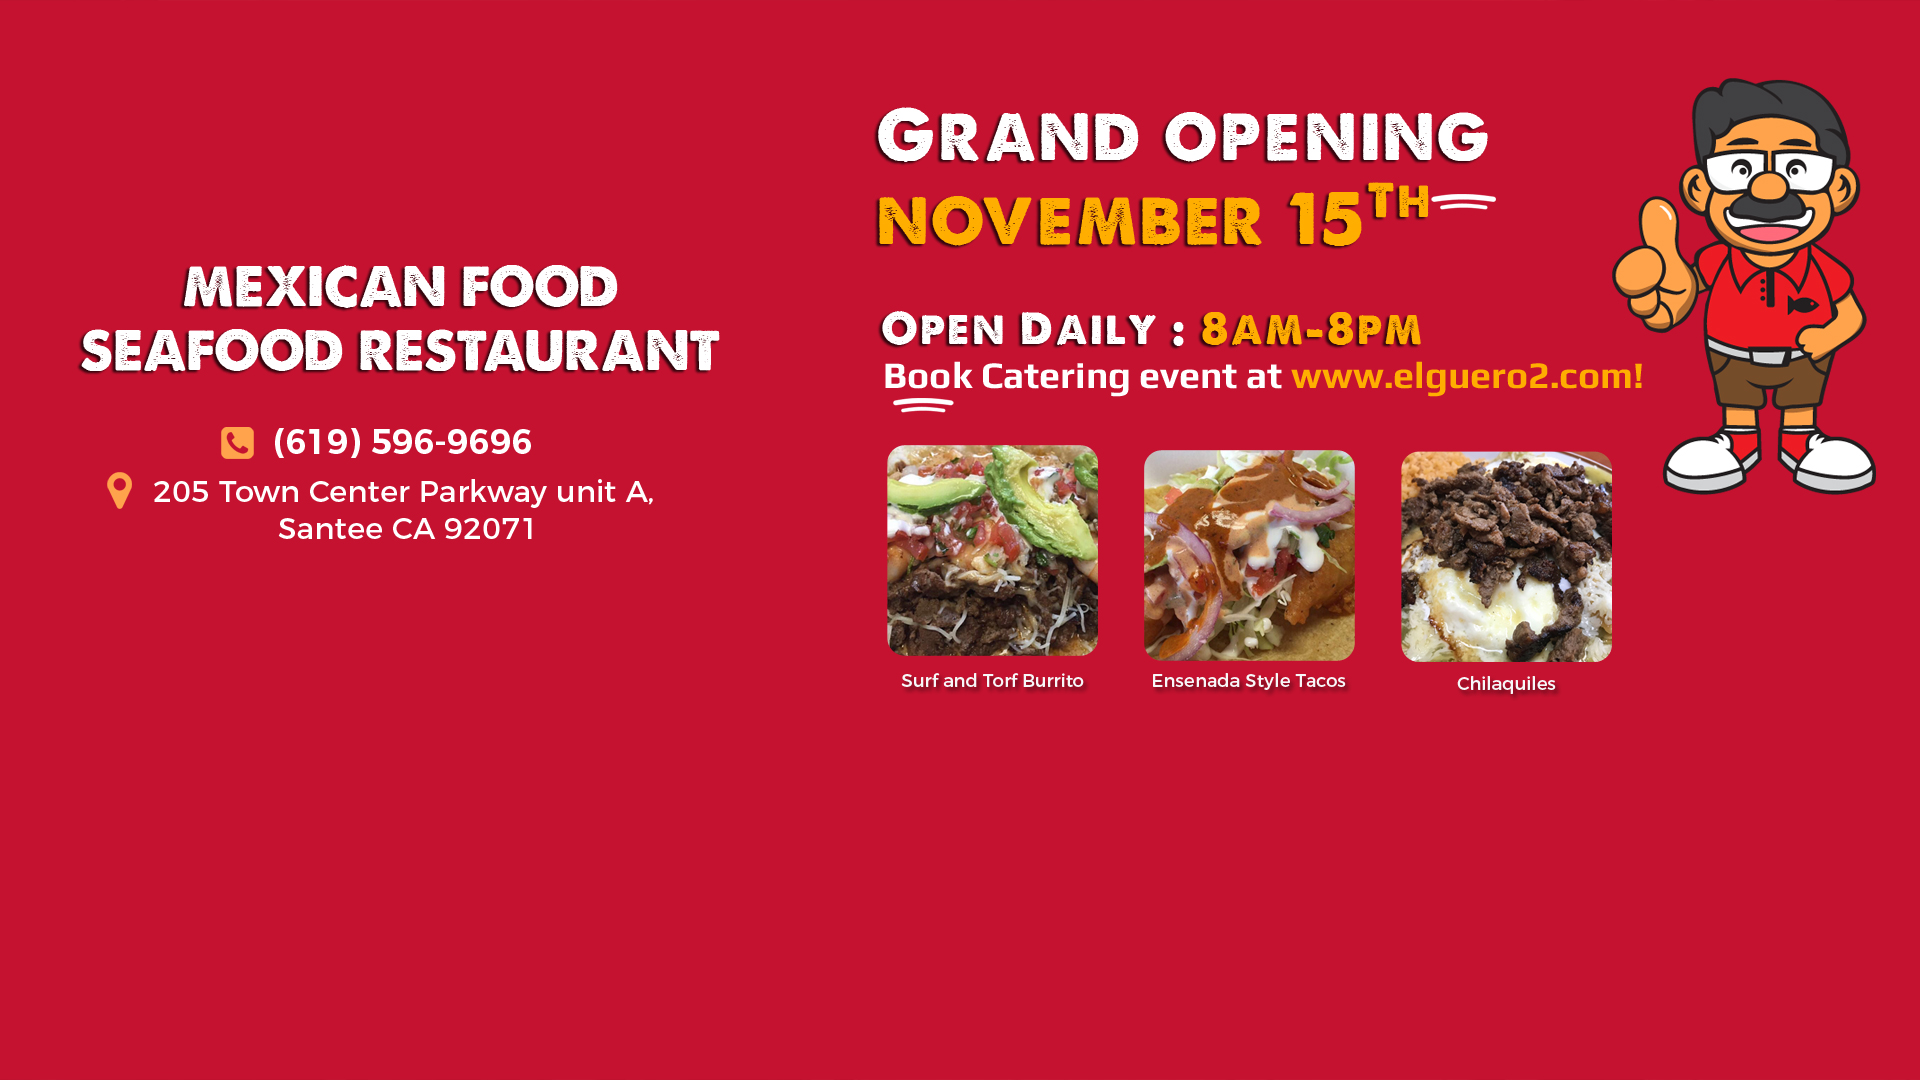 MEXICAN FOOD
SEAFOOD RESTAURANT
(619) 596-9696
205 Town Center Parkway unit A,
Santee CA 92071
GRAND OPENING
NOVEMBER 15TH
OPEN DAILY : 8AM-8PM
Book Catering event at www.elguero2.com!
Surf and Torf Burrito
Ensenada Style Tacos
Chilaquiles